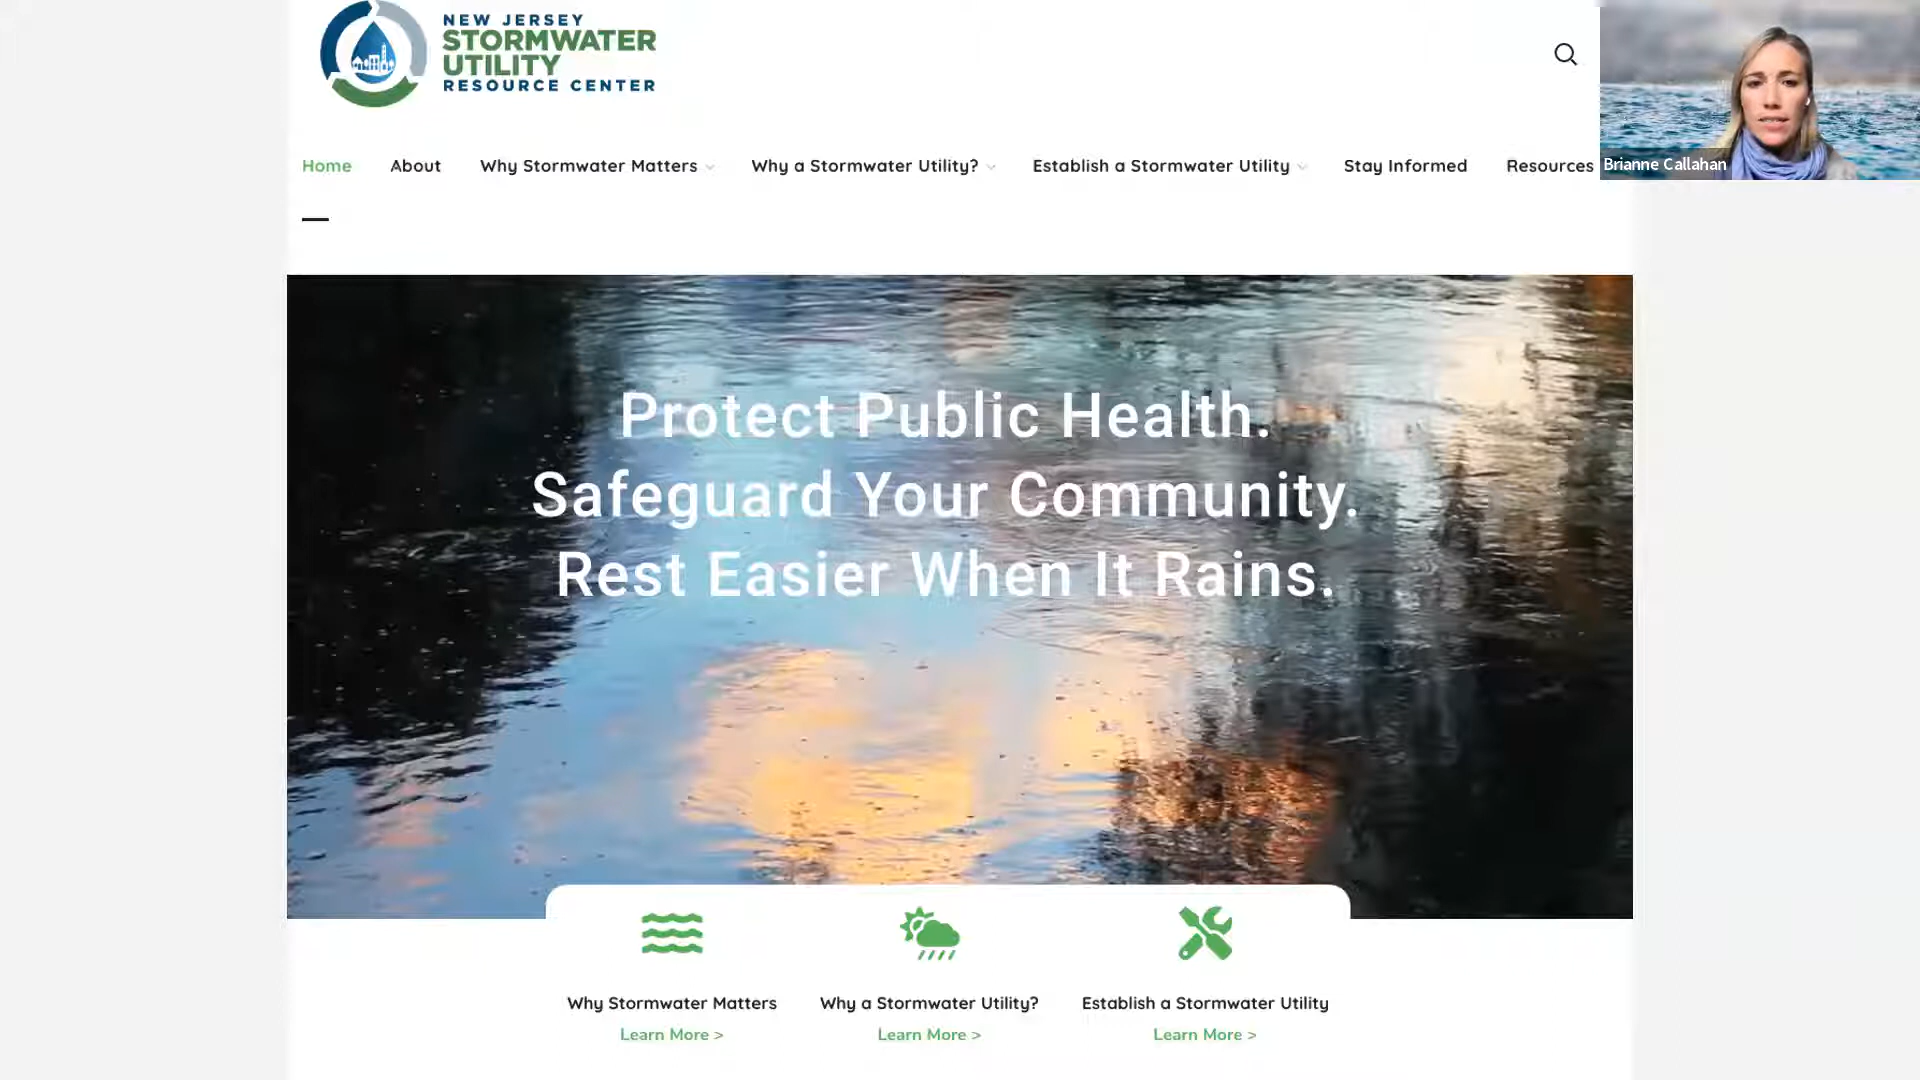 NEW JERSEY
STORMWATER
UTILITY
RESOURCE CENTER
Home About Why Stormwater Matters Why a Stormwater Utility? Establish a Stormwater Utility Stay Informed Resources
Brianne Callahan
Protect Public Health.
Safeguard Your Community.
Rest Easier When It Rains.
Why Stormwater Matters Why a Stormwater Utility? Establish a Stormwater Utility
Learn More > Learn More > Learn More >